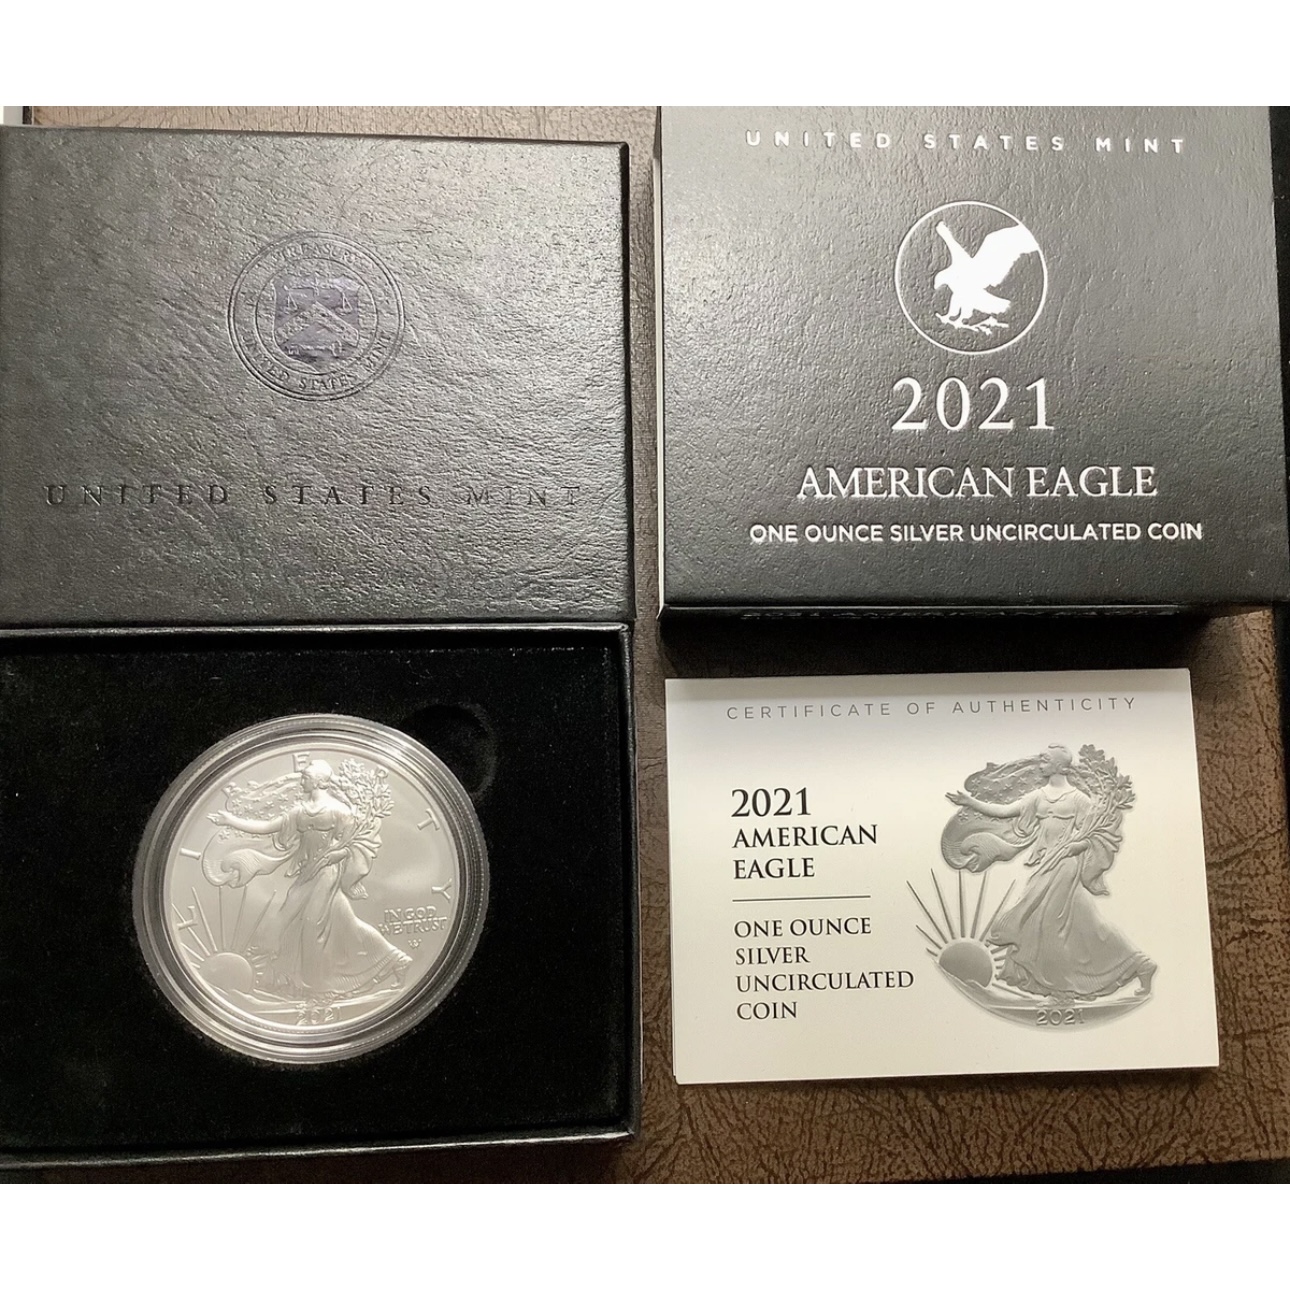 UNITED STATES MINT
UNITED STATES MINT
2021
AMERICAN EAGLE
ONE OUNCE SILVER UNCIRCULATED COIN
LIBERTY
IN GOD
WE TRUST
2021
CERTIFICATE OF AUTHENTICITY
2021
AMERICAN
EAGLE
ONE OUNCE
SILVER
UNCIRCULATED
COIN
2021